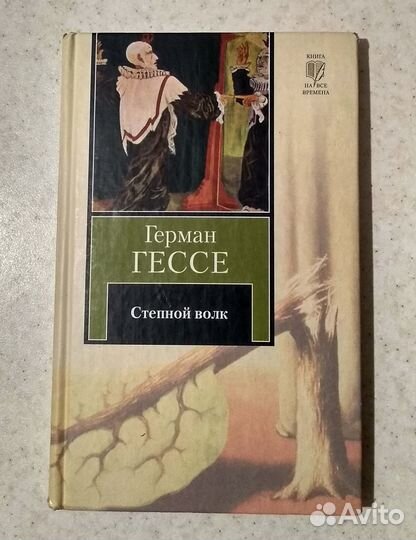 КНИГА
НА ВСЕ
ВРЕМЕНА
Герман
ГЕССЕ
Степной волк
Avito